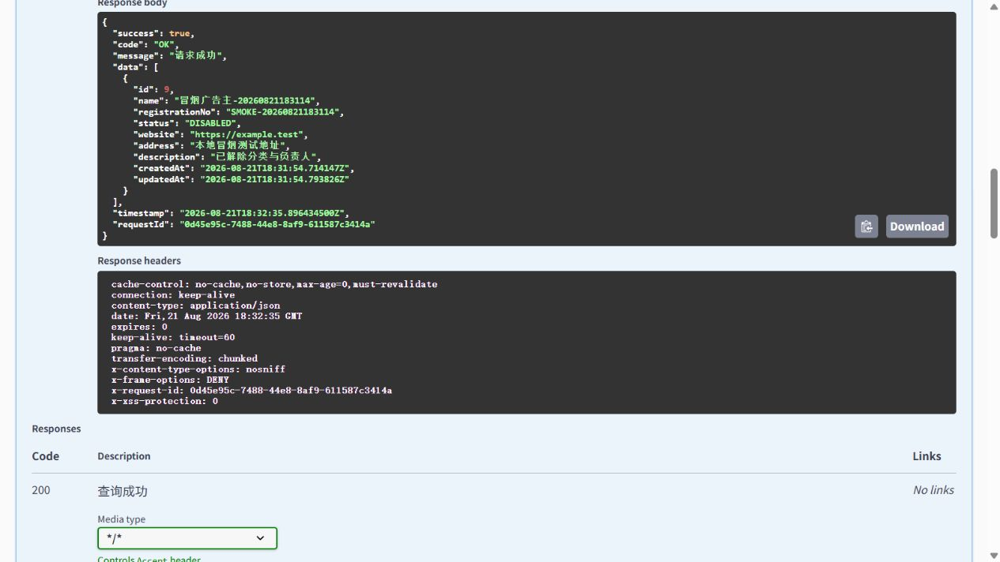 Response body
{
  "success": true,
  "code": "OK",
  "message": "请求成功",
  "data": [
    {
      "id": 9,
      "name": "冒烟广告主-20260821183114",
      "registrationNo": "SMOKE-20260821183114",
      "status": "DISABLED",
      "website": "https://example.test",
      "address": "本地冒烟测试地址",
      "description": "已解除分类与负责人",
      "createdAt": "2026-08-21T18:31:54.714147Z",
      "updatedAt": "2026-08-21T18:31:54.793826Z"
    }
  ],
  "timestamp": "2026-08-21T18:32:35.896434500Z",
  "requestId": "0d45e95c-7488-44e8-8af9-611587c3414a"
}
Download
Response headers
cache-control: no-cache,no-store,max-age=0,must-revalidate
connection: keep-alive
content-type: application/json
date: Fri,21 Aug 2026 18:32:35 GMT
expires: 0
keep-alive: timeout=60
pragma: no-cache
transfer-encoding: chunked
x-content-type-options: nosniff
x-frame-options: DENY
x-request-id: 0d45e95c-7488-44e8-8af9-611587c3414a
x-xss-protection: 0
Responses
Code Description Links
200 查询成功 No links
Media type
*/*
Controls Accept header